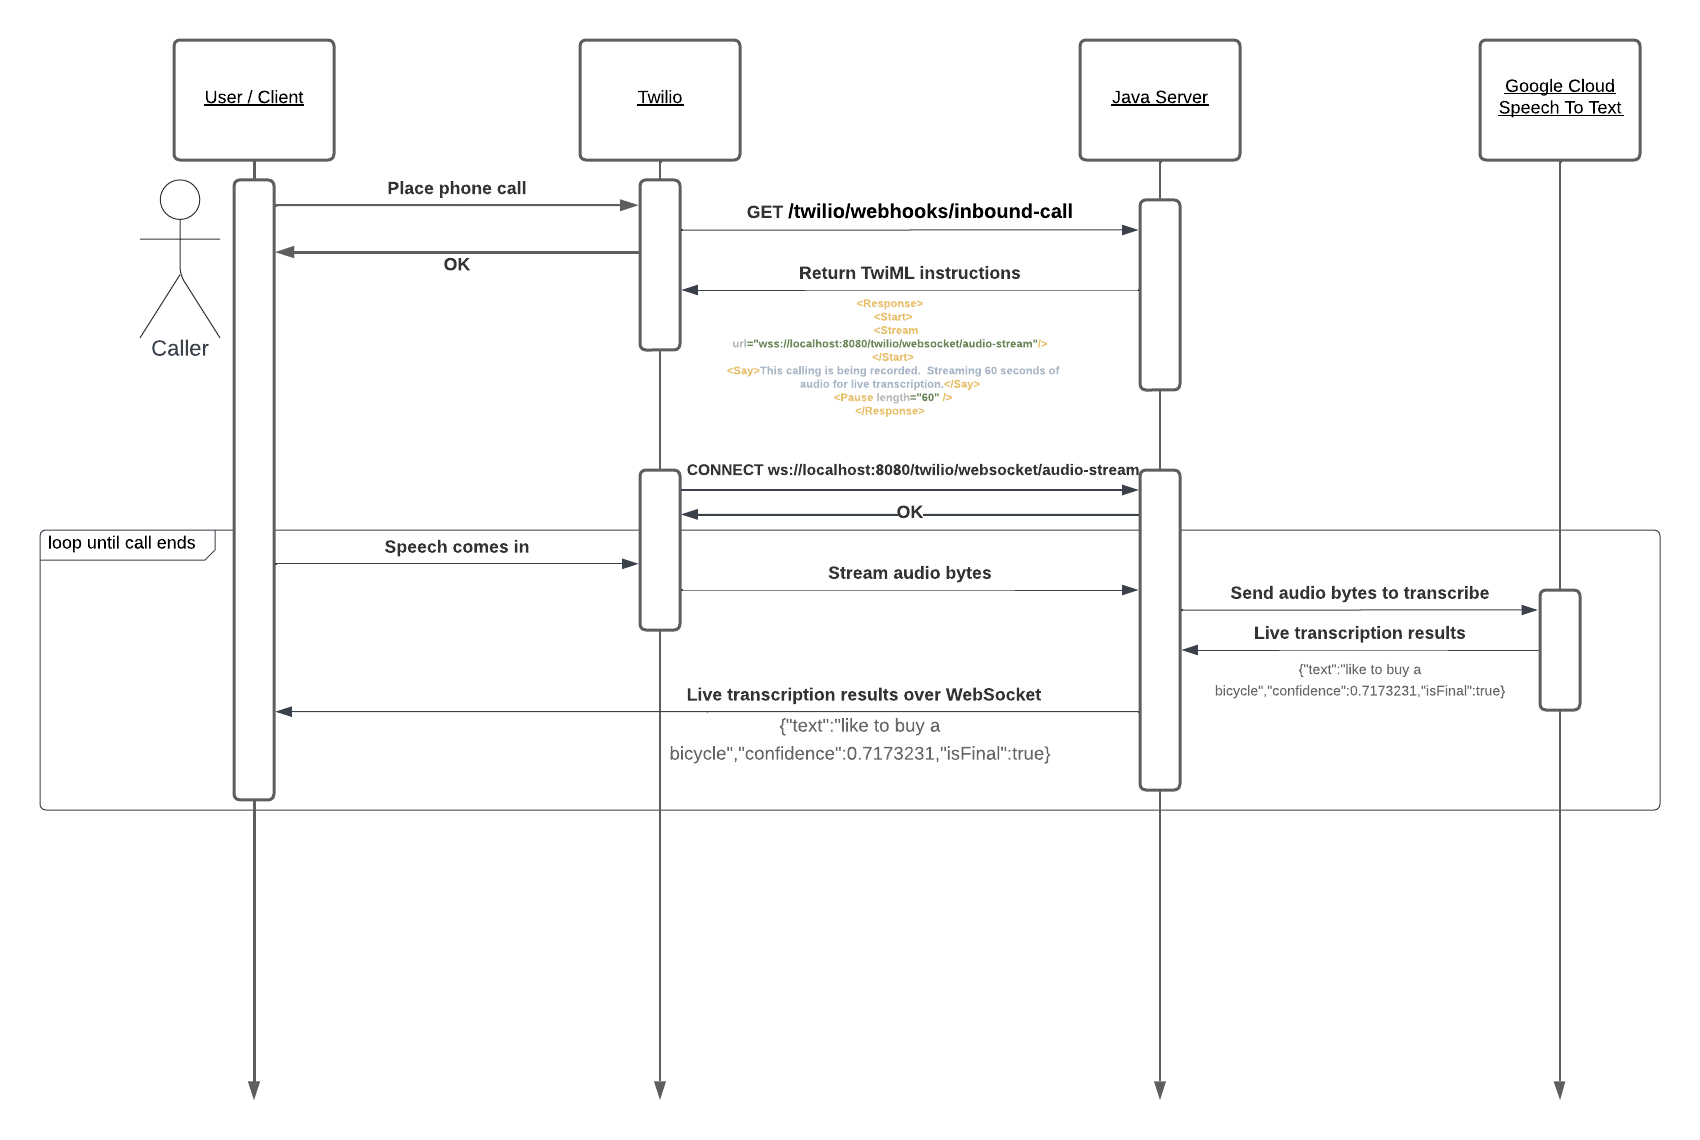 User / Client
Twilio
Java Server
Google Cloud
Speech To Text
Place phone call
GET /twilio/webhooks/inbound-call
OK
Return TwiML instructions
<Response>
<Start>
<Stream
url="wss://localhost:8080/twilio/websocket/audio-stream"/>
</Start>
<Say>This calling is being recorded.  Streaming 60 seconds of
audio for live transcription.</Say>
<Pause length="60" />
</Response>
Caller
CONNECT ws://localhost:8080/twilio/websocket/audio-stream
OK
loop until call ends
Speech comes in
Stream audio bytes
Send audio bytes to transcribe
Live transcription results
{"text":"like to buy a
bicycle","confidence":0.7173231,"isFinal":true}
Live transcription results over WebSocket
{"text":"like to buy a
bicycle","confidence":0.7173231,"isFinal":true}